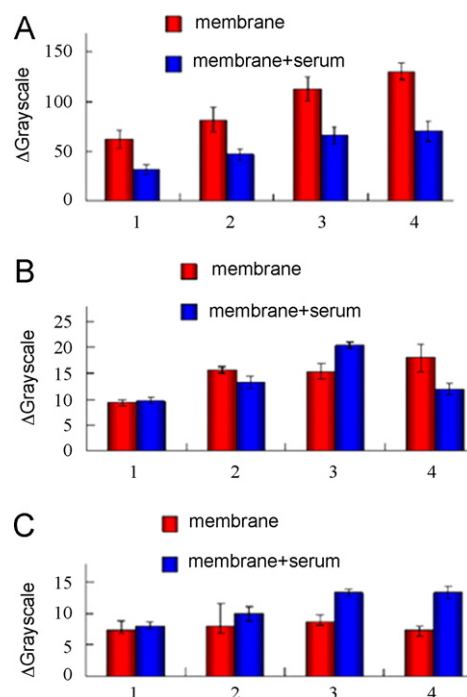 A
membrane
membrane+serum
ΔGrayscale
150
100
50
0
1 2 3 4
B
membrane
membrane+serum
ΔGrayscale
25
20
15
10
5
0
1 2 3 4
C
membrane
membrane+serum
ΔGrayscale
15
10
5
0
1 2 3 4